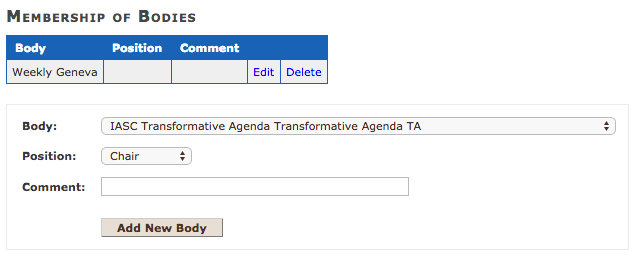 Membership of Bodies
Body Position Comment
Weekly Geneva Edit Delete
Body: IASC Transformative Agenda Transformative Agenda TA
Position: Chair
Comment:
Add New Body